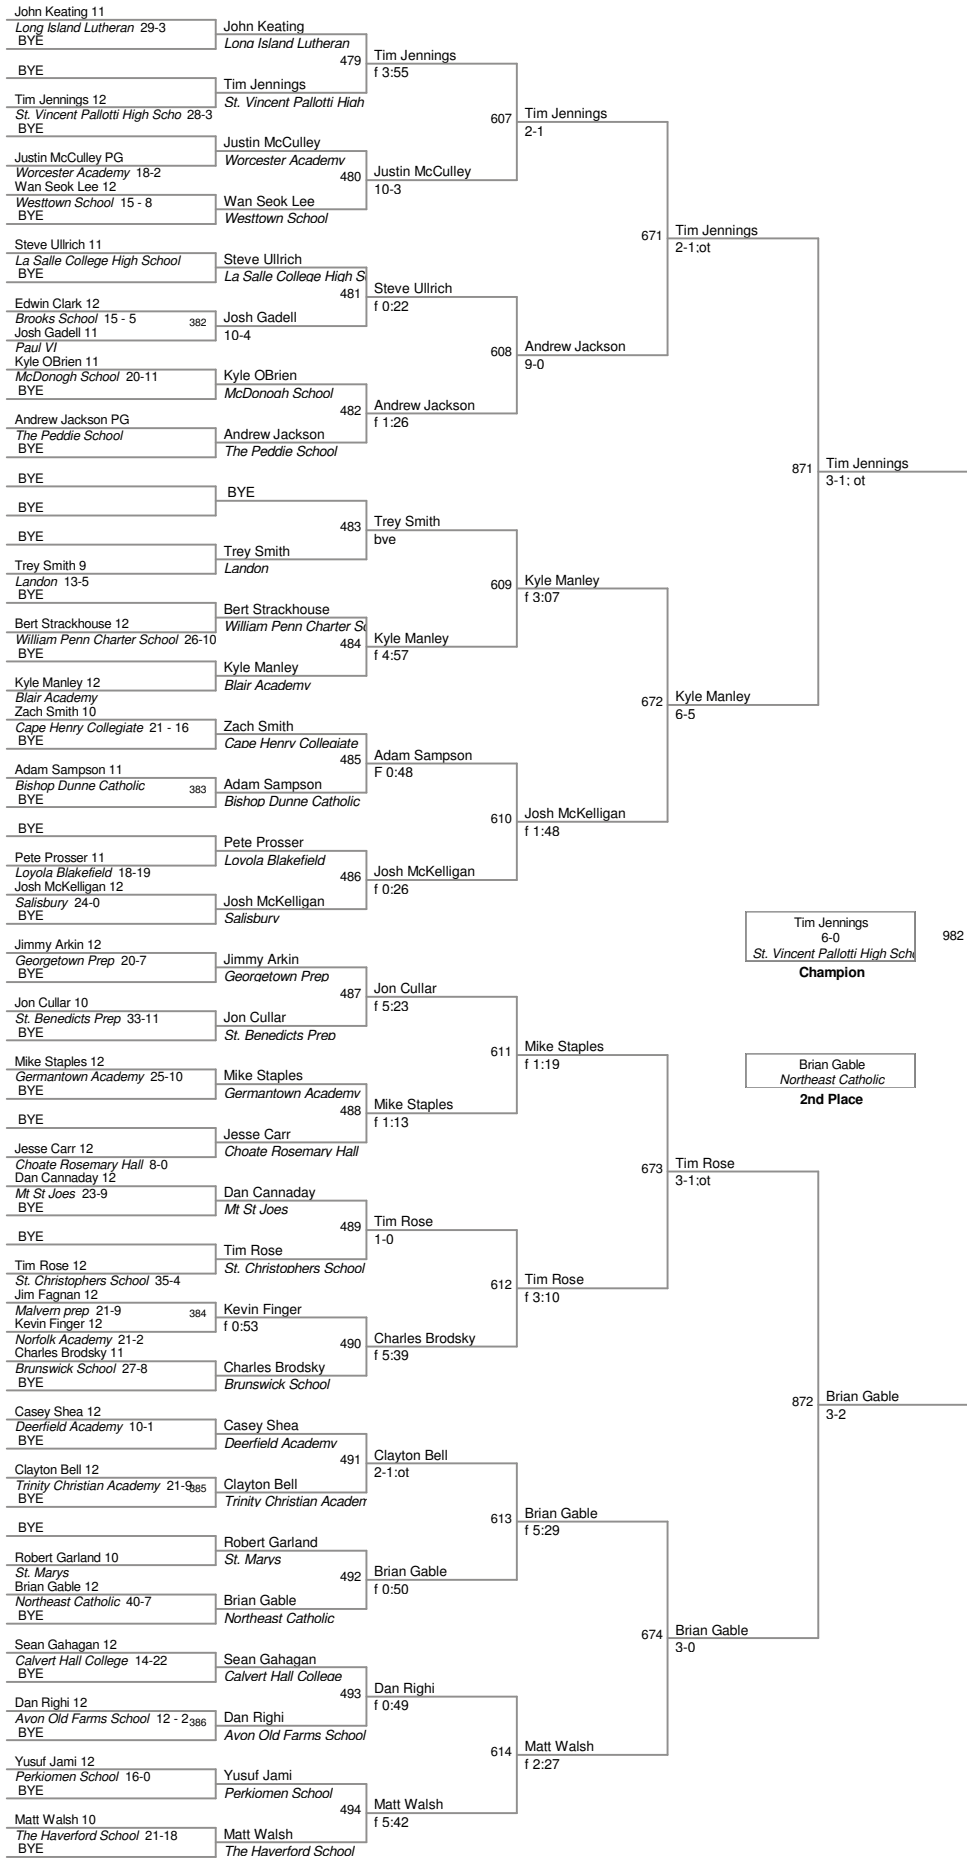 John Keating 11
Long Island Lutheran 29-3
BYE
BYE
Tim Jennings 12
St. Vincent Pallotti High Scho 28-3
BYE
Justin McCulley PG
Worcester Academy 18-2
Wan Seok Lee 12
Westtown School 15 - 8
BYE
Steve Ullrich 11
La Salle College High School
BYE
Edwin Clark 12
Brooks School 15 - 5
382
Josh Gadell 11
Paul VI
Kyle OBrien 11
McDonogh School 20-11
BYE
Andrew Jackson PG
The Peddie School
BYE
BYE
BYE
BYE
Trey Smith 9
Landon 13-5
BYE
Bert Strackhouse 12
William Penn Charter School 26-10
BYE
Kyle Manley 12
Blair Academy
Zach Smith 10
Cape Henry Collegiate 21 - 16
BYE
Adam Sampson 11
Bishop Dunne Catholic
383
BYE
BYE
Pete Prosser 11
Loyola Blakefield 18-19
Josh McKelligan 12
Salisbury 24-0
BYE
Jimmy Arkin 12
Georgetown Prep 20-7
BYE
Jon Cullar 10
St. Benedicts Prep 33-11
BYE
Mike Staples 12
Germantown Academy 25-10
BYE
BYE
Jesse Carr 12
Choate Rosemary Hall 8-0
Dan Cannaday 12
Mt St Joes 23-9
BYE
BYE
Tim Rose 12
St. Christophers School 35-4
Jim Fagnan 12
Malvern prep 21-9
384
Kevin Finger 12
Norfolk Academy 21-2
Charles Brodsky 11
Brunswick School 27-8
BYE
Casey Shea 12
Deerfield Academy 10-1
BYE
Clayton Bell 12
Trinity Christian Academy 21-9
385
BYE
BYE
Robert Garland 10
St. Marys
Brian Gable 12
Northeast Catholic 40-7
BYE
Sean Gahagan 12
Calvert Hall College 14-22
BYE
Dan Righi 12
Avon Old Farms School 12 - 2
386
BYE
Yusuf Jami 12
Perkiomen School 16-0
BYE
Matt Walsh 10
The Haverford School 21-18
BYE
John Keating
Long Island Lutheran
479
Tim Jennings
St. Vincent Pallotti High
Justin McCulley
Worcester Academy
480
Wan Seok Lee
Westtown School
Steve Ullrich
La Salle College High S
481
Josh Gadell
10-4
Kyle OBrien
McDonogh School
482
Andrew Jackson
The Peddie School
BYE
483
Trey Smith
Landon
Bert Strackhouse
William Penn Charter Sc
484
Kyle Manley
Blair Academy
Zach Smith
Cape Henry Collegiate
485
Adam Sampson
Bishop Dunne Catholic
Pete Prosser
Loyola Blakefield
486
Josh McKelligan
Salisbury
Jimmy Arkin
Georgetown Prep
487
Jon Cullar
St. Benedicts Prep
Mike Staples
Germantown Academy
488
Jesse Carr
Choate Rosemary Hall
Dan Cannaday
Mt St Joes
489
Tim Rose
St. Christophers School
Kevin Finger
f 0:53
490
Charles Brodsky
Brunswick School
Casey Shea
Deerfield Academy
491
Clayton Bell
Trinity Christian Academ
Robert Garland
St. Marys
492
Brian Gable
Northeast Catholic
Sean Gahagan
Calvert Hall College
493
Dan Righi
Avon Old Farms School
Yusuf Jami
Perkiomen School
494
Matt Walsh
The Haverford School
Tim Jennings
f 3:55
607
Justin McCulley
10-3
Steve Ullrich
f 0:22
608
Andrew Jackson
f 1:26
Trey Smith
bye
609
Kyle Manley
f 4:57
Adam Sampson
F 0:48
610
Josh McKelligan
f 0:26
Jon Cullar
f 5:23
611
Mike Staples
f 1:13
Tim Rose
1-0
612
Charles Brodsky
f 5:39
Clayton Bell
2-1:ot
613
Brian Gable
f 0:50
Dan Righi
f 0:49
614
Matt Walsh
f 5:42
Tim Jennings
2-1
671
Andrew Jackson
9-0
Kyle Manley
f 3:07
672
Josh McKelligan
f 1:48
Mike Staples
f 1:19
673
Tim Rose
f 3:10
Brian Gable
f 5:29
674
Matt Walsh
f 2:27
Tim Jennings
2-1:ot
871
Kyle Manley
6-5
Tim Rose
3-1:ot
872
Brian Gable
3-0
Tim Jennings
3-1: ot
982
Brian Gable
3-2
Tim Jennings
6-0
St. Vincent Pallotti High Scho
Champion
Brian Gable
Northeast Catholic
2nd Place